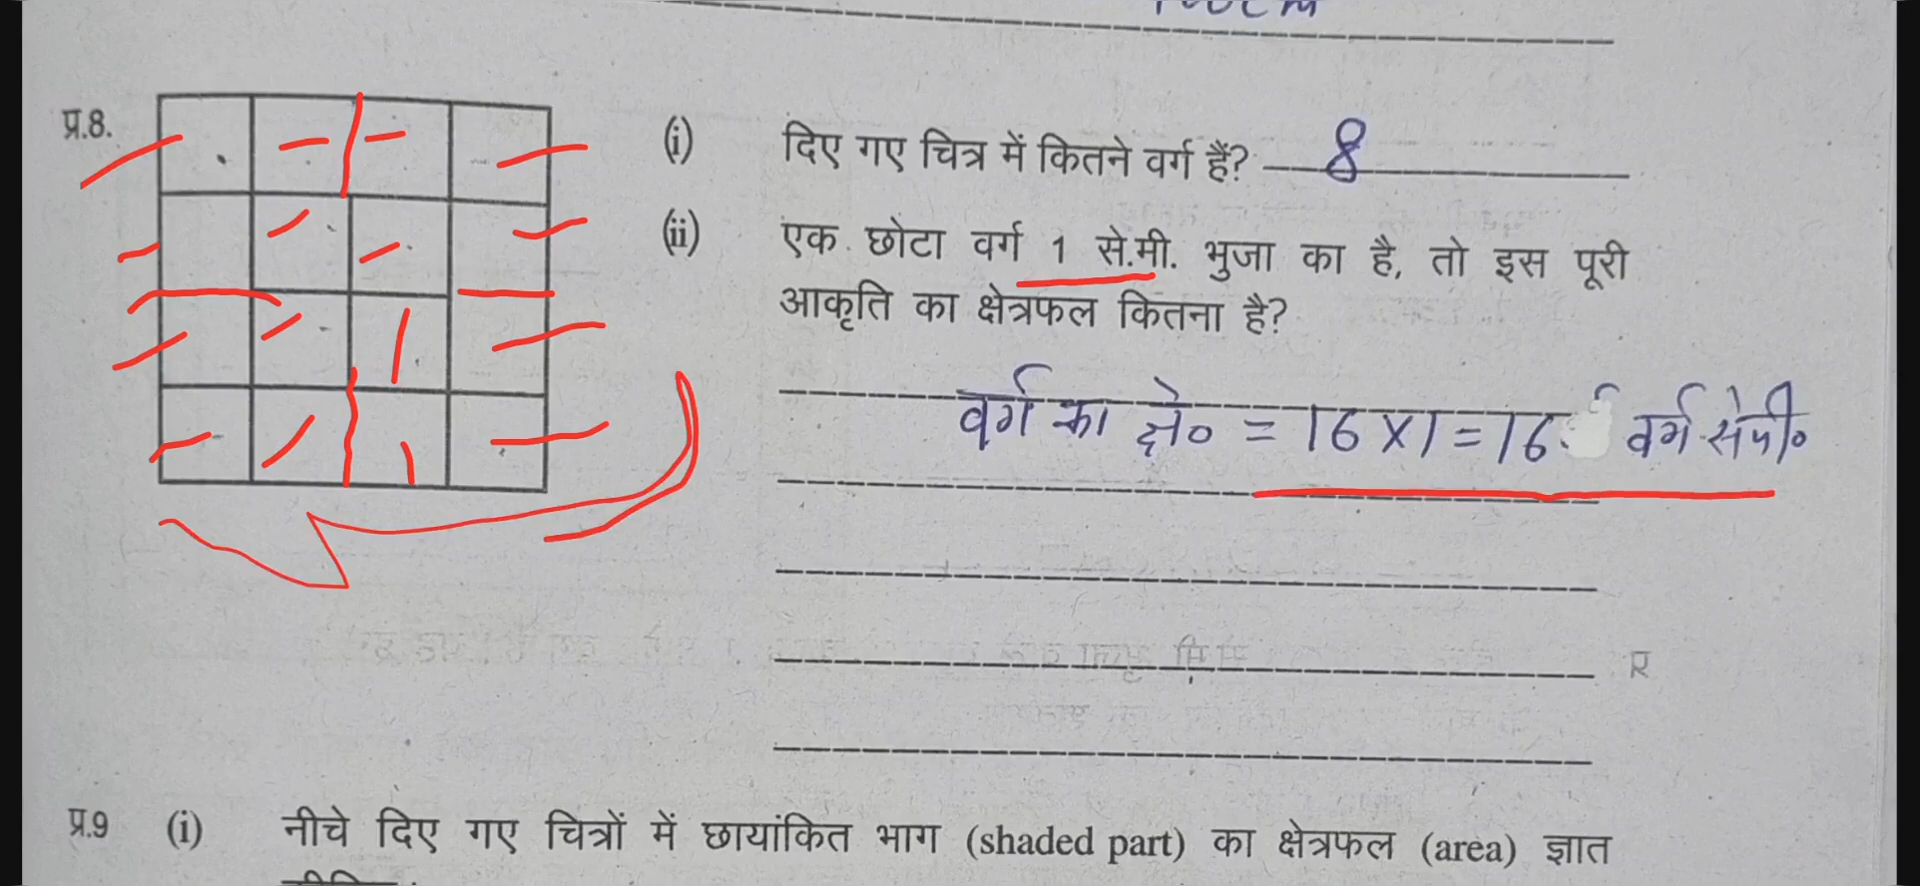 प्र.8.
(i) दिए गए चित्र में कितने वर्ग हैं? 8
(ii) एक छोटा वर्ग 1 से.मी. भुजा का है, तो इस पूरी
आकृति का क्षेत्रफल कितना है?
वर्ग का क्षे० = 16 X 1 = 16 वर्ग सेमी०
प्र.9 (i) नीचे दिए गए चित्रों में छायांकित भाग (shaded part) का क्षेत्रफल (area) ज्ञात